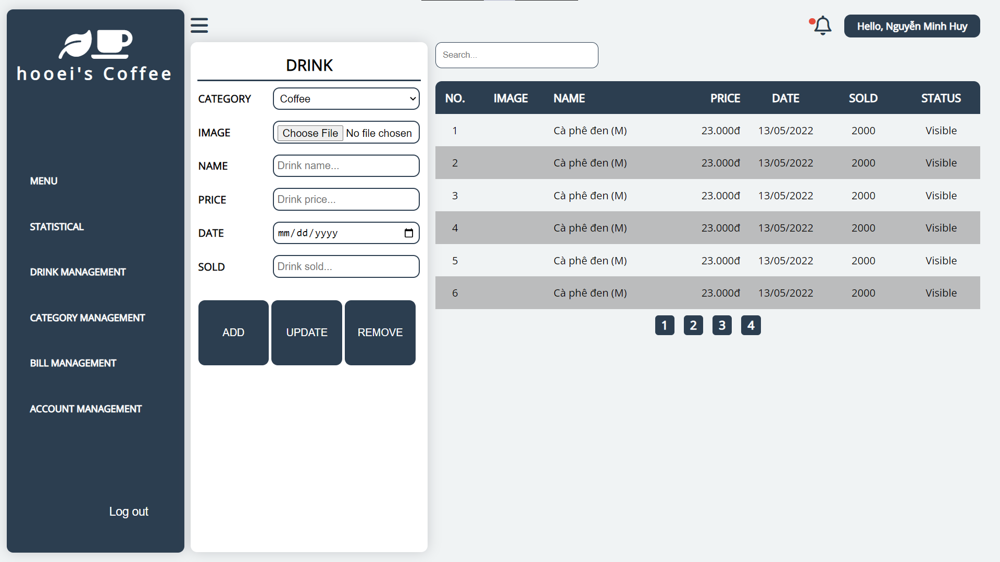 hooei's Coffee
MENU
STATISTICAL
DRINK MANAGEMENT
CATEGORY MANAGEMENT
BILL MANAGEMENT
ACCOUNT MANAGEMENT
Log out
Hello, Nguyễn Minh Huy
DRINK
CATEGORY Coffee
IMAGE Choose File No file chosen
NAME Drink name...
PRICE Drink price...
DATE mm/dd/yyyy
SOLD Drink sold...
ADD UPDATE REMOVE
Search...
NO. IMAGE NAME PRICE DATE SOLD STATUS
1 Cà phê đen (M) 23.000đ 13/05/2022 2000 Visible
2 Cà phê đen (M) 23.000đ 13/05/2022 2000 Visible
3 Cà phê đen (M) 23.000đ 13/05/2022 2000 Visible
4 Cà phê đen (M) 23.000đ 13/05/2022 2000 Visible
5 Cà phê đen (M) 23.000đ 13/05/2022 2000 Visible
6 Cà phê đen (M) 23.000đ 13/05/2022 2000 Visible
1 2 3 4